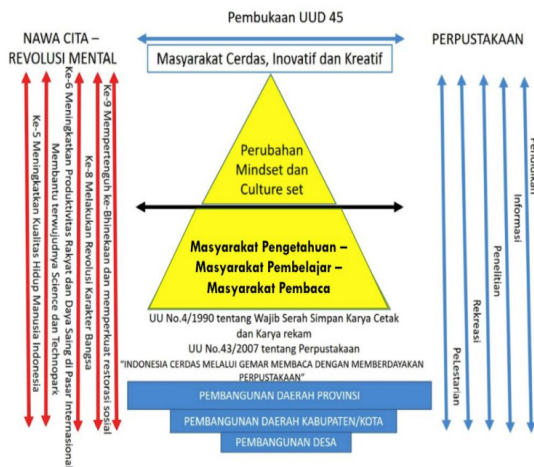 Pembukaan UUD 45
NAWA CITA –
REVOLUSI MENTAL
Masyarakat Cerdas, Inovatif dan Kreatif
PERPUSTAKAAN
Ke-5 Meningkatkan Kualitas Hidup Manusia Indonesia
Ke-6 Meningkatkan Produktivitas Rakyat dan Daya Saing di Pasar Internasional
Membantu terwujudnya Science dan Technopark
Ke-8 Melakukan Revolusi Karakter Bangsa
Ke-9 Mempertenguh ke-Bhinekaan dan memperkuat restorasi sosial
Perubahan
Mindset dan
Culture set
Masyarakat Pengetahuan –
Masyarakat Pembelajar –
Masyarakat Pembaca
UU No.4/1990 tentang Wajib Serah Simpan Karya Cetak
dan Karya rekam
UU No.43/2007 tentang Perpustakaan
"INDONESIA CERDAS MELALUI GEMAR MEMBACA DENGAN MEMBERDAYAKAN
PERPUSTAKAAN"
PEMBANGUNAN DAERAH PROVINSI
PEMBANGUNAN DAERAH KABUPATEN/KOTA
PEMBANGUNAN DESA
PeLestarian
Rekreasi
Penelitian
Informasi
Pendidikan